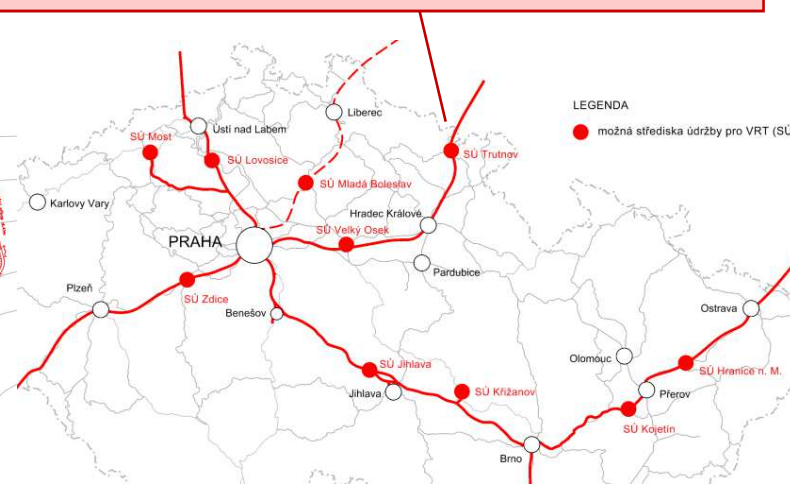 Liberec
LEGENDA
Ústí nad Labem
možná střediska údržby pro VRT (SÚ
SÚ Most
SÚ Lovosice
SÚ Trutnov
SÚ Mladá Boleslav
Karlovy Vary
Hradec Králové
SÚ Velký Osek
PRAHA
Pardubice
Plzeň
SÚ Zdice
Benešov
Ostrava
Olomouc
SÚ Jihlava
SÚ Hranice n. M.
Jihlava
SÚ Křižanov
Přerov
SÚ Kojetín
Brno